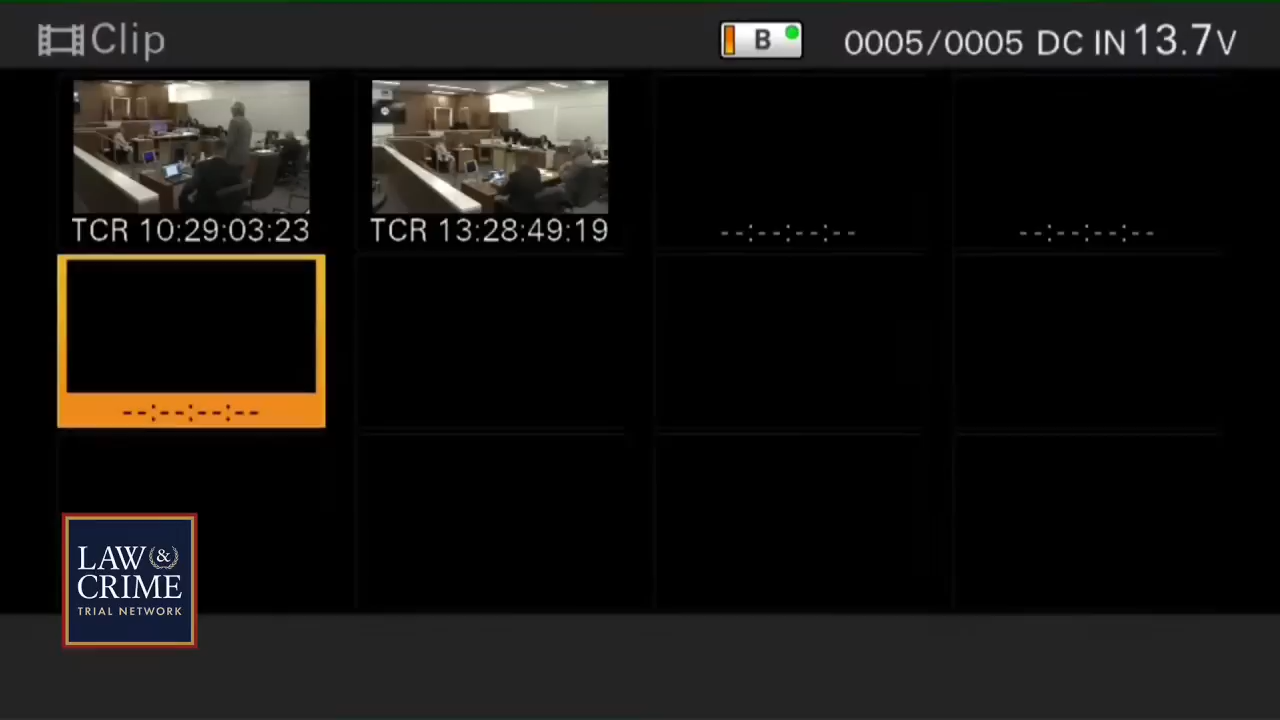 Clip
B
0005/0005 DC IN 13.7V
TCR 10:29:03:23
TCR 13:28:49:19
--:--:--:--
--:--:--:--
--:--:--:--
LAW &
CRIME
TRIAL NETWORK